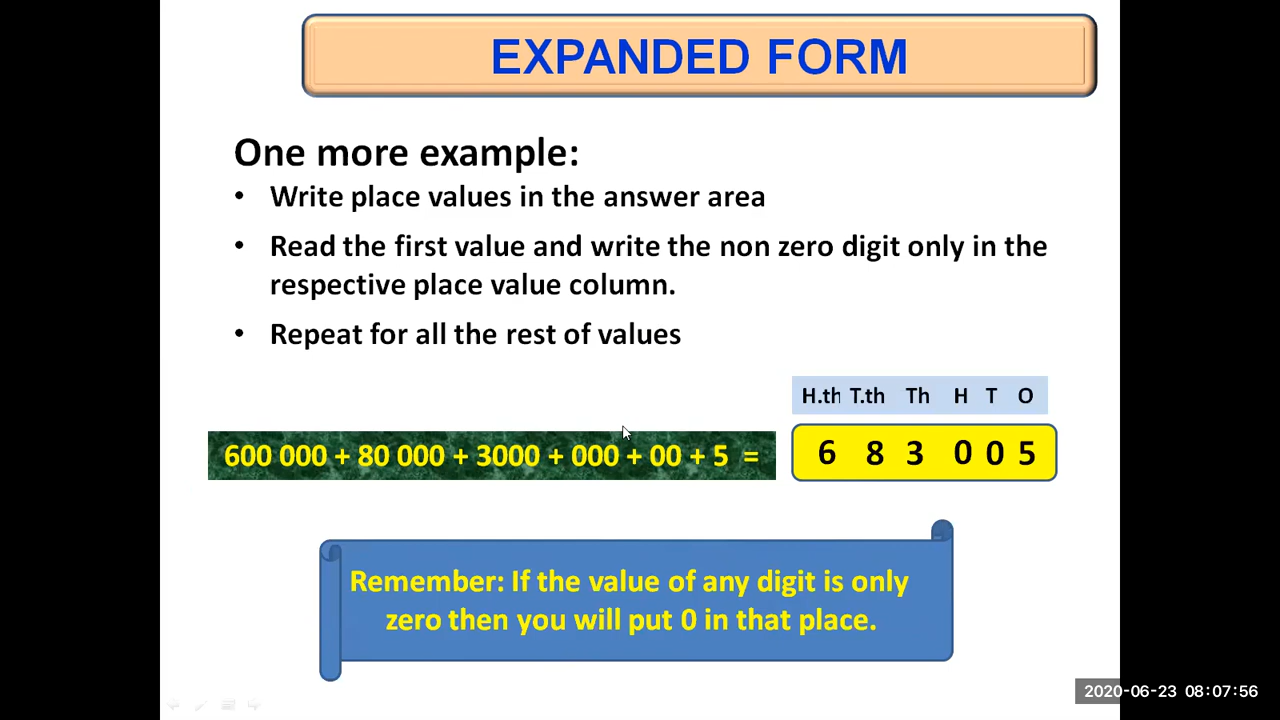 EXPANDED FORM
One more example:
• Write place values in the answer area
• Read the first value and write the non zero digit only in the
respective place value column.
• Repeat for all the rest of values
H.th T.th Th H T O
600 000 + 80 000 + 3000 + 000 + 00 + 5 = 6 8 3 0 0 5
Remember: If the value of any digit is only
zero then you will put 0 in that place.
2020-06-23 08:07:56